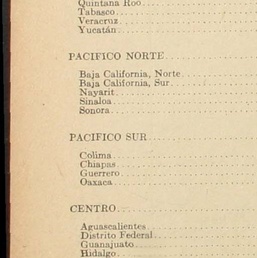 Quintana Roo
Tabasco
Veracruz
Yucatán
PACIFICO NORTE
Baja California, Norte
Baja California, Sur
Nayarit
Sinaloa
Sonora
PACIFICO SUR
Colima
Chiapas
Guerrero
Oaxaca
CENTRO
Aguascalientes
Distrito Federal
Guanajuato
Hidalgo